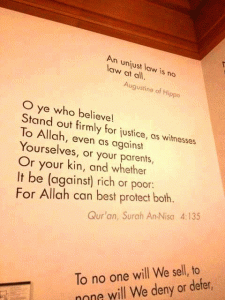 An unjust law is no
law at all.
Augustine of Hippo
O ye who believe!
Stand out firmly for justice, as witnesses
To Allah, even as against
Yourselves, or your parents,
Or your kin, and whether
It be (against) rich or poor:
For Allah can best protect both.
Qur'an, Surah An-Nisa 4:135
To no one will We sell, to
none will We deny or defer,